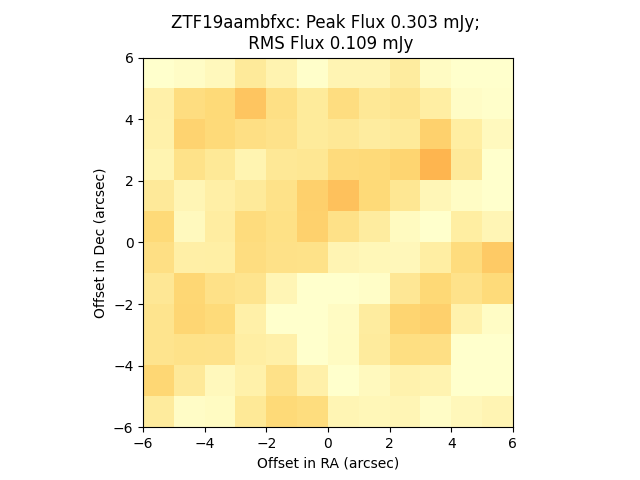 ZTF19aambfxc: Peak Flux 0.303 mJy;
RMS Flux 0.109 mJy
6
4
2
0
−2
−4
−6
Offset in Dec (arcsec)
−6 −4 −2 0 2 4 6
Offset in RA (arcsec)